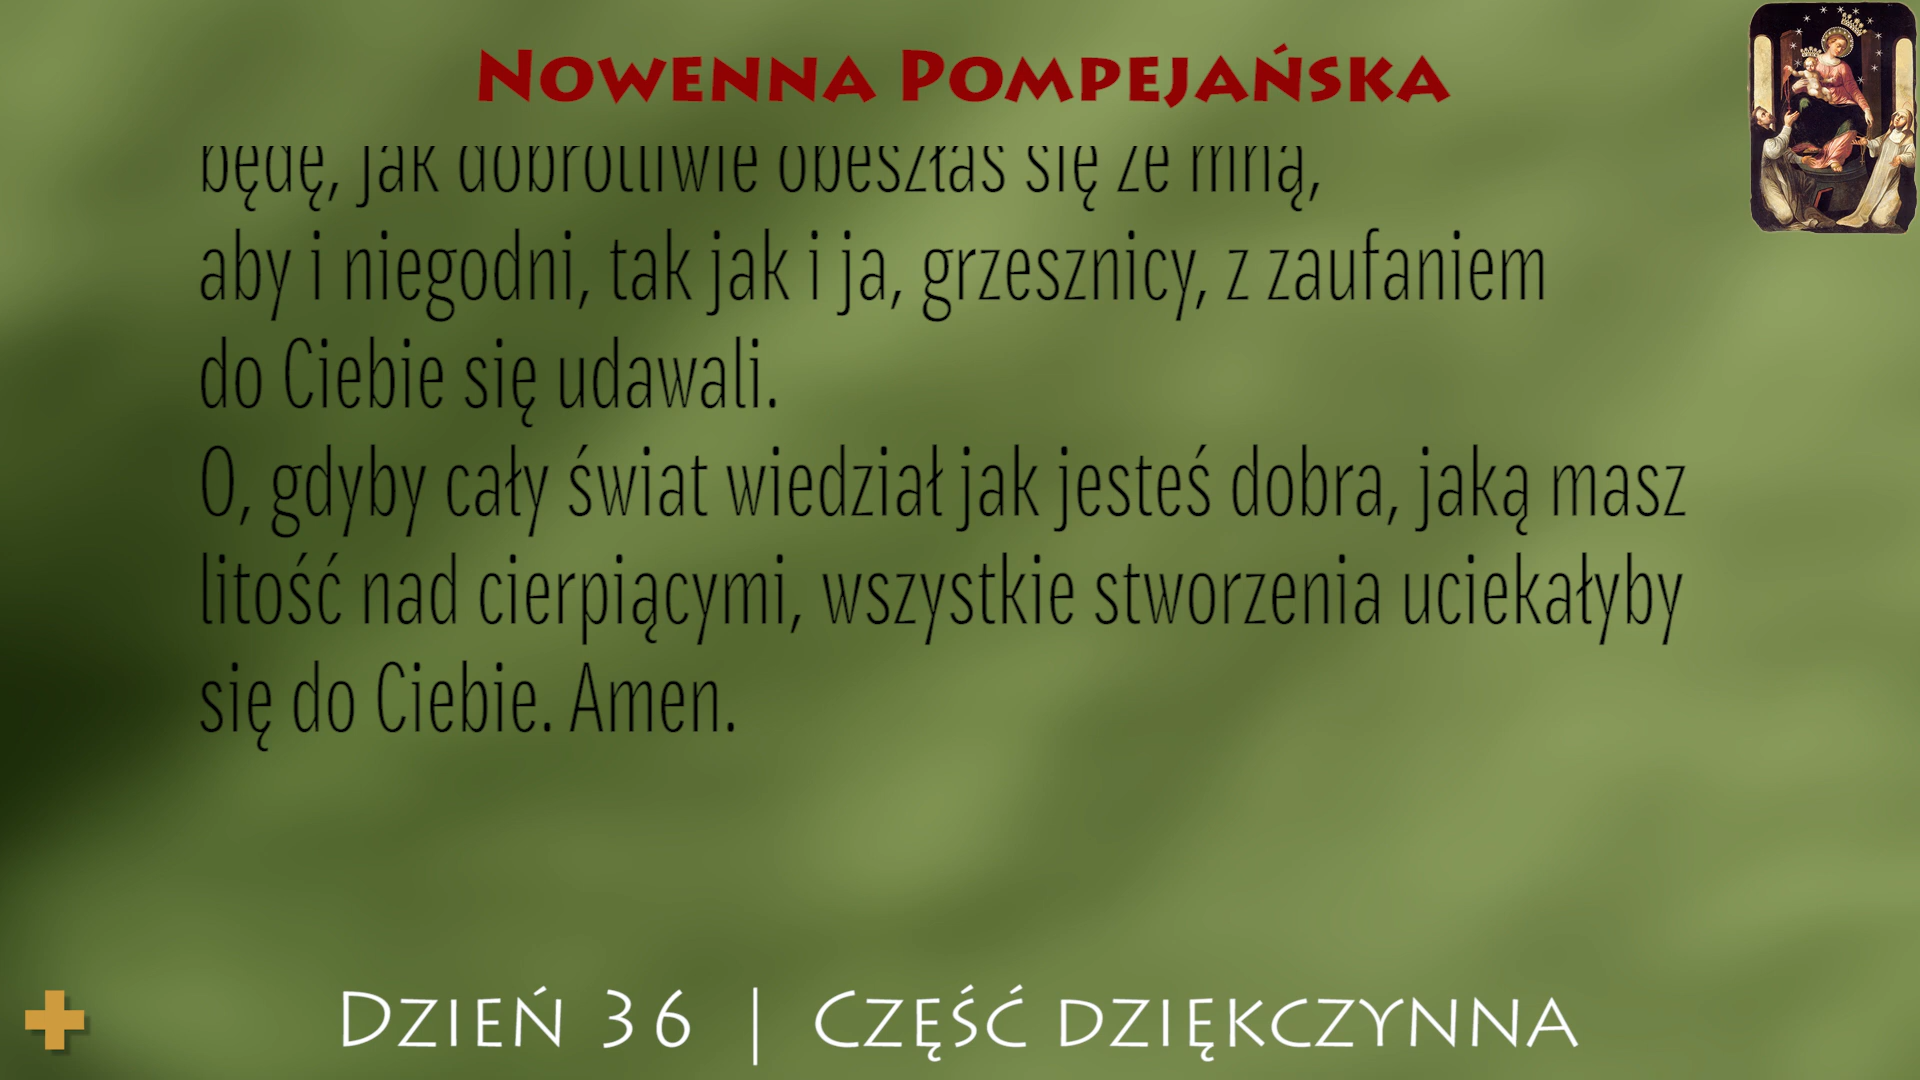 Nowenna Pompejańska
będę, jak dobrotliwie obeszłaś się ze mną,
aby i niegodni, tak jak i ja, grzesznicy, z zaufaniem
do Ciebie się udawali.
O, gdyby cały świat wiedział jak jesteś dobra, jaką masz
litość nad cierpiącymi, wszystkie stworzenia uciekałyby
się do Ciebie. Amen.
Dzień 36 | Część dziękczynna